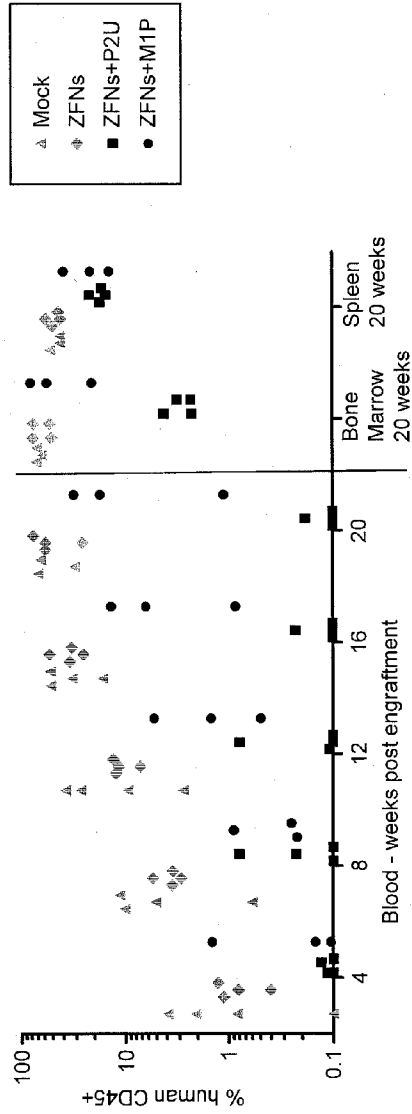 Mock
ZFNs
ZFNs+P2U
ZFNs+M1P
% human CD45+
100
10
1
0.1
4
8
12
16
20
Blood - weeks post engraftment
Bone
Marrow
20 weeks
Spleen
20 weeks